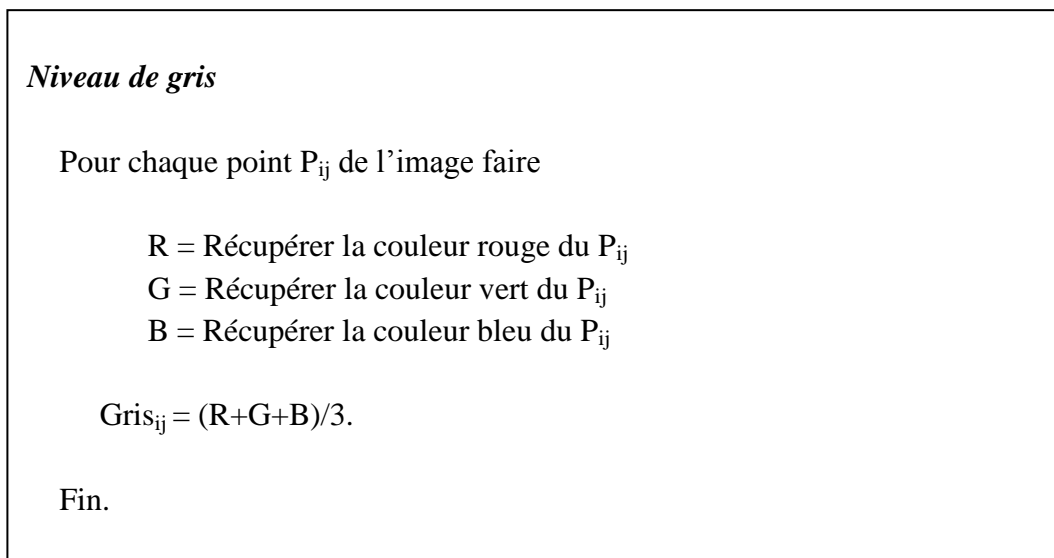 Niveau de gris
Pour chaque point Pij de l’image faire
R = Récupérer la couleur rouge du Pij
G = Récupérer la couleur vert du Pij
B = Récupérer la couleur bleu du Pij
Grisij = (R+G+B)/3.
Fin.